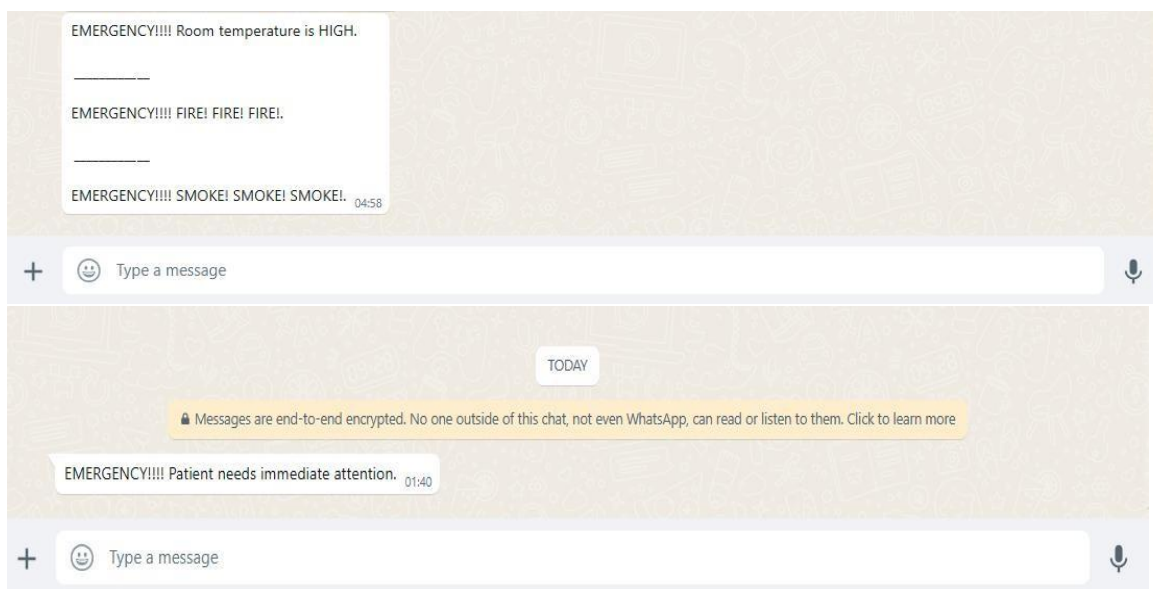 EMERGENCY!!!! Room temperature is HIGH.
____________
EMERGENCY!!!! FIRE! FIRE! FIRE!.
____________
EMERGENCY!!!! SMOKE! SMOKE! SMOKE!. 04:58
Type a message
TODAY
Messages are end-to-end encrypted. No one outside of this chat, not even WhatsApp, can read or listen to them. Click to learn more
EMERGENCY!!!! Patient needs immediate attention. 01:40
Type a message